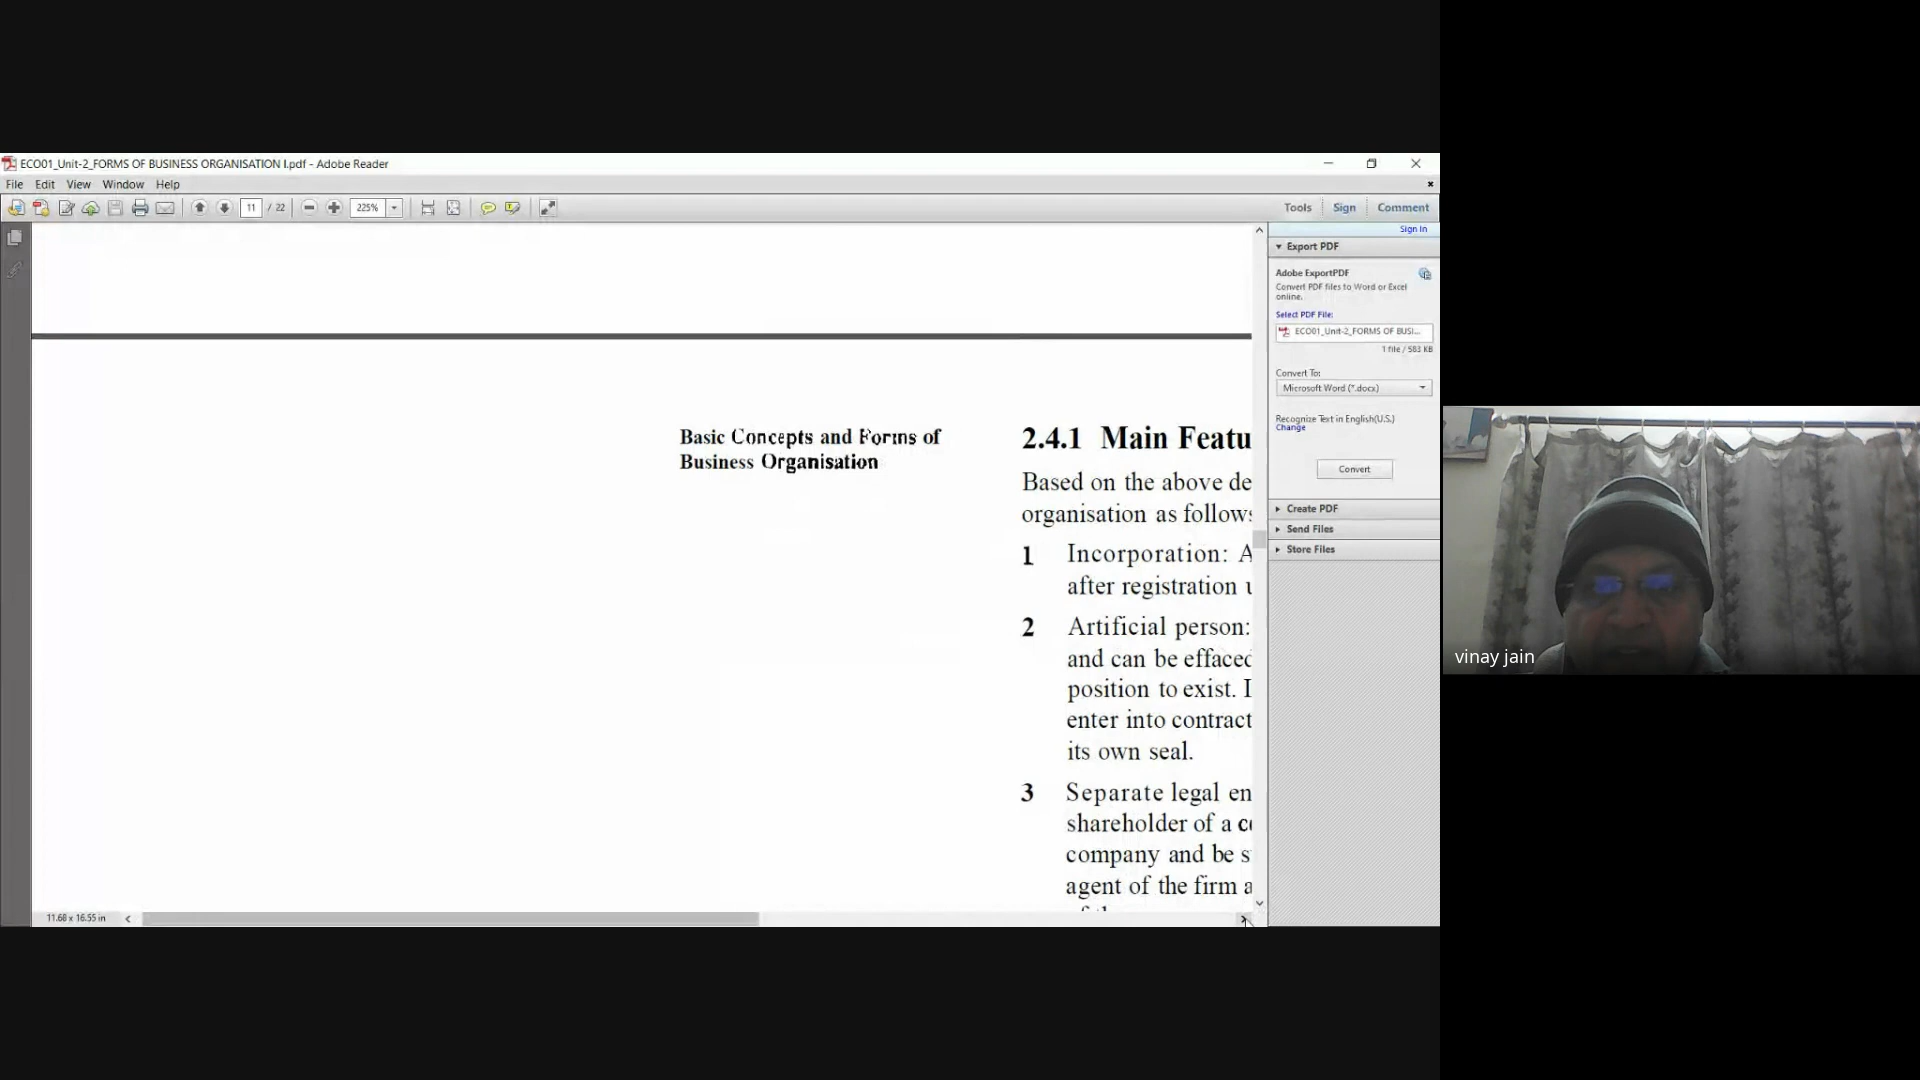 ECO01_Unit-2_FORMS OF BUSINESS ORGANISATION I.pdf - Adobe Reader
File Edit View Window Help
11 / 22 225% Tools Sign Comment
Sign In
Export PDF
Adobe ExportPDF
Convert PDF files to Word or Excel
online.
Select PDF File:
ECO01_Unit-2_FORMS OF BUSI...
1 file / 583 KB
Convert To:
Microsoft Word (*.docx)
Recognize Text in English(U.S.)
Change
Convert
Create PDF
Send Files
Store Files
Basic Concepts and Forms of
Business Organisation
2.4.1 Main Featu
Based on the above de
organisation as follows
1 Incorporation: A
after registration u
2 Artificial person:
and can be effaced
position to exist. I
enter into contract
its own seal.
3 Separate legal en
shareholder of a co
company and be s
agent of the firm a
11.68 x 16.55 in
vinay jain